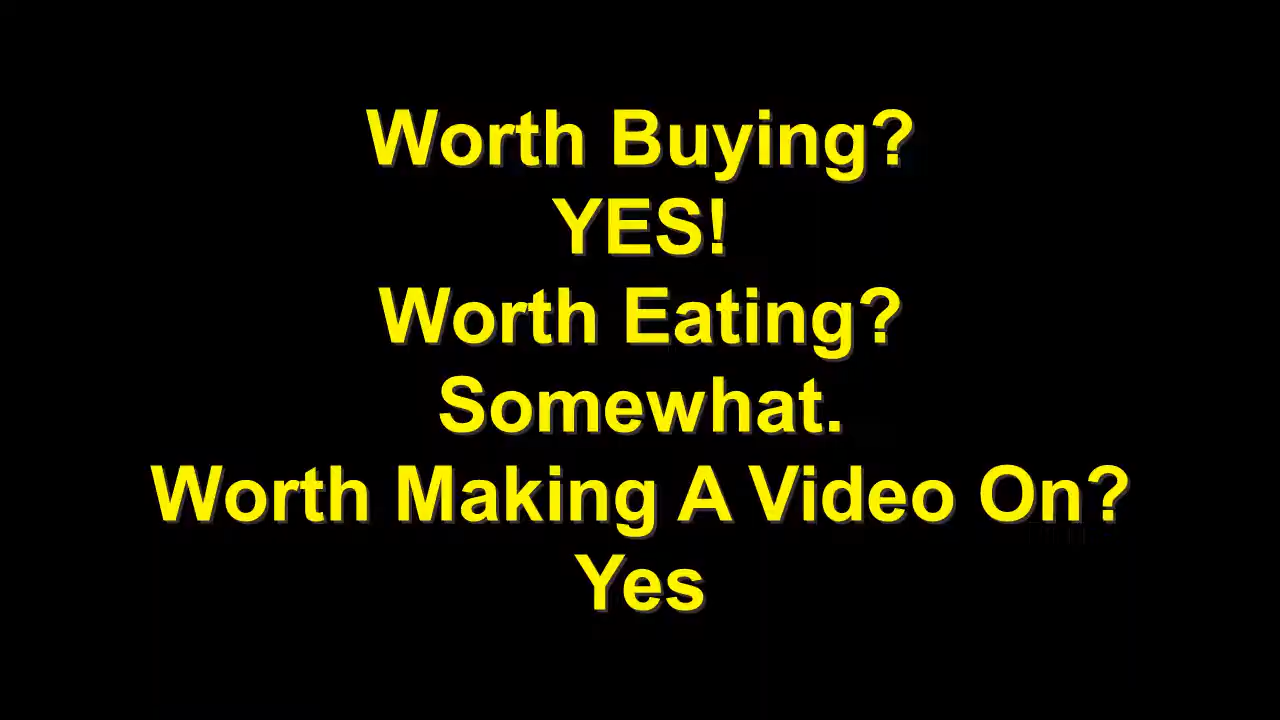 Worth Buying?
YES!
Worth Eating?
Somewhat.
Worth Making A Video On?
Yes